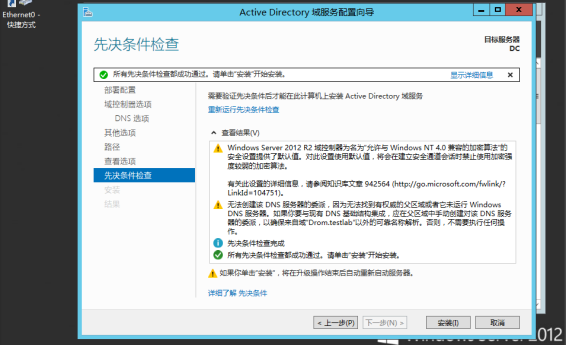 Ethernet0 -
快捷方式
Active Directory 域服务配置向导
先决条件检查
目标服务器
DC
所有先决条件检查都成功通过。请单击"安装"开始安装。
显示详细信息
部署配置
域控制器选项
DNS 选项
其他选项
路径
查看选项
先决条件检查
安装
结果
需要验证先决条件后才能在此计算机上安装 Active Directory 域服务
重新运行先决条件检查
查看结果(V)
Windows Server 2012 R2 域控制器为名为"允许与 Windows NT 4.0 兼容的加密算法"的
安全设置提供了默认值。对此设置使用默认值，将会在建立安全通道会话时禁止使用加密强
度较弱的加密算法。
有关此设置的详细信息，请参阅知识库文章 942564 (http://go.microsoft.com/fwlink/?
LinkId=104751)。
无法创建该 DNS 服务器的委派，因为无法找到有权威的父区域或者它未运行 Windows
DNS 服务器。如果你要与现有 DNS 基础结构集成，应在父区域中手动创建对该 DNS 服务
器的委派，以确保来自域"Drom.testlab"以外的可靠名称解析。否则，不需要执行任何操
作。
先决条件检查完成
所有先决条件检查都成功通过。请单击"安装"开始安装。
如果你单击"安装"，将在升级操作结束后自动重新启动服务器。
详细了解 先决条件
< 上一步(P)
下一步(N) >
安装(I)
取消
Windows Server 2012